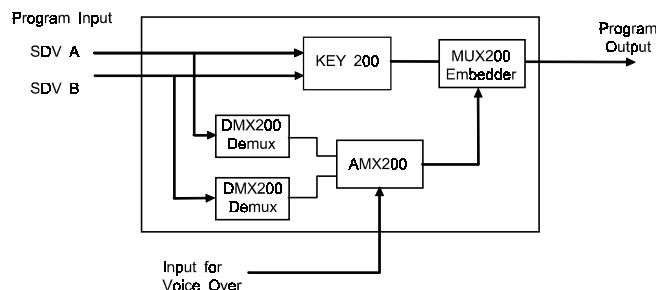 Program Input
SDV A
SDV B
KEY 200
MUX200
Embedder
Program
Output
DMX200
Demux
AMX200
DMX200
Demux
Input for
Voice Over